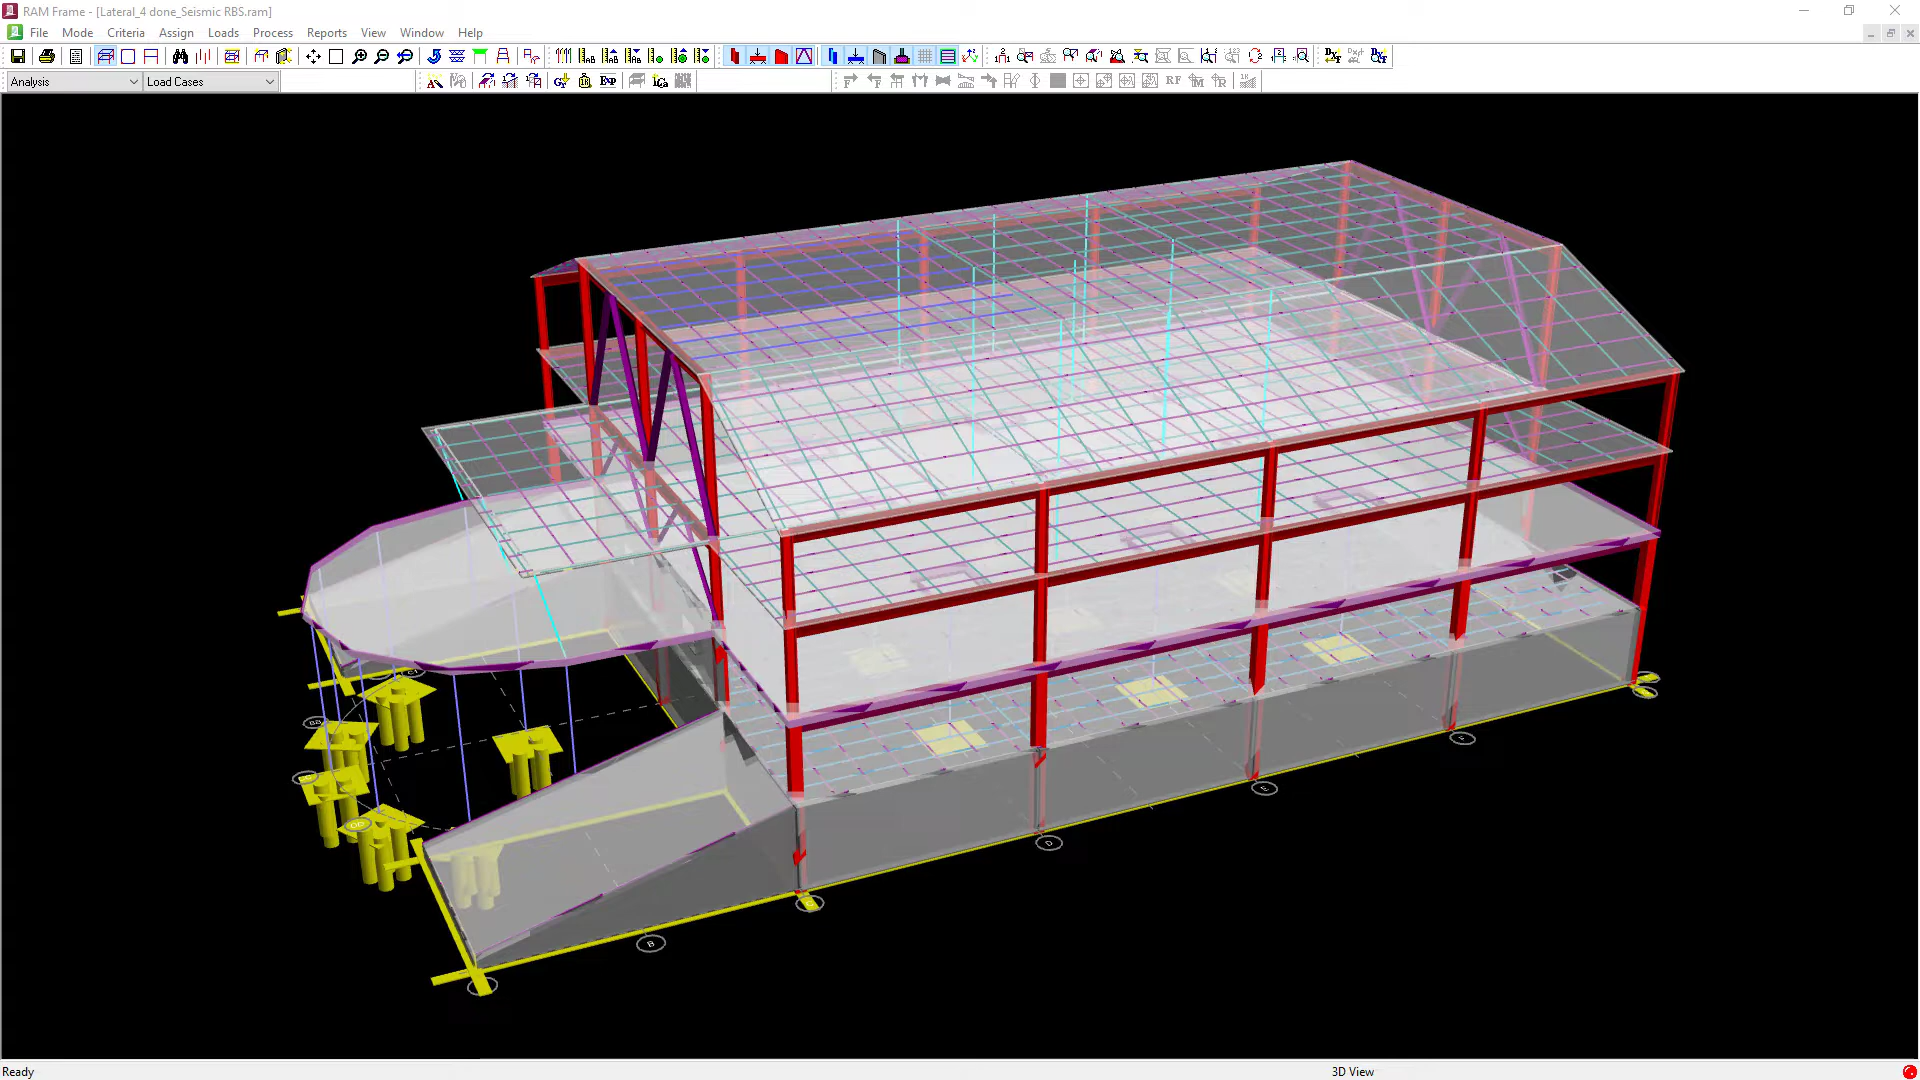 RAM Frame - [Lateral_4 done_Seismic RBS.ram]
File Mode Criteria Assign Loads Process Reports View Window Help
Analysis Load Cases
RF
D
B
Ready 3D View